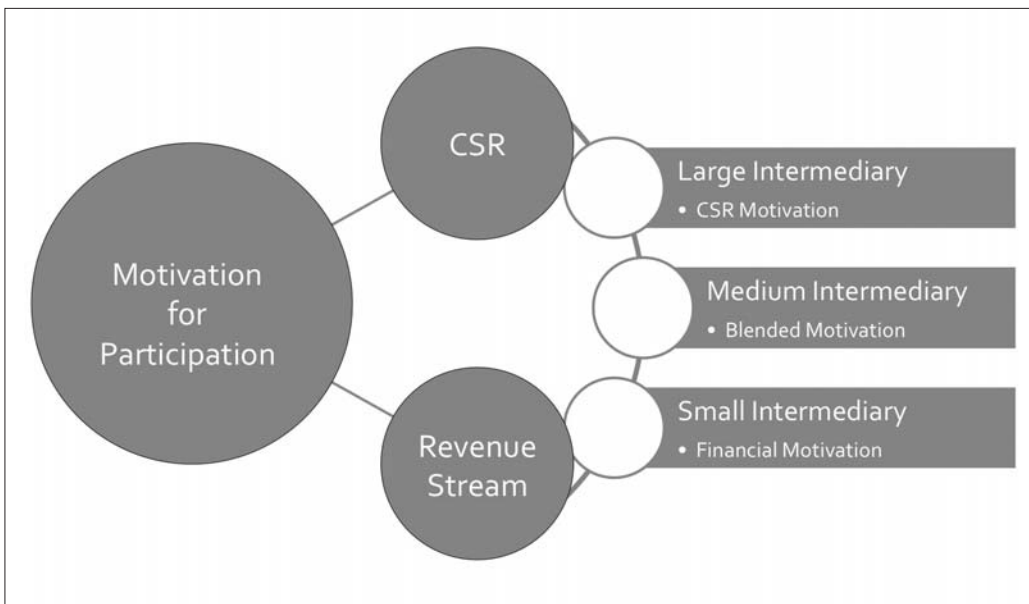 Motivation
for
Participation
CSR
Revenue
Stream
Large Intermediary
• CSR Motivation
Medium Intermediary
• Blended Motivation
Small Intermediary
• Financial Motivation